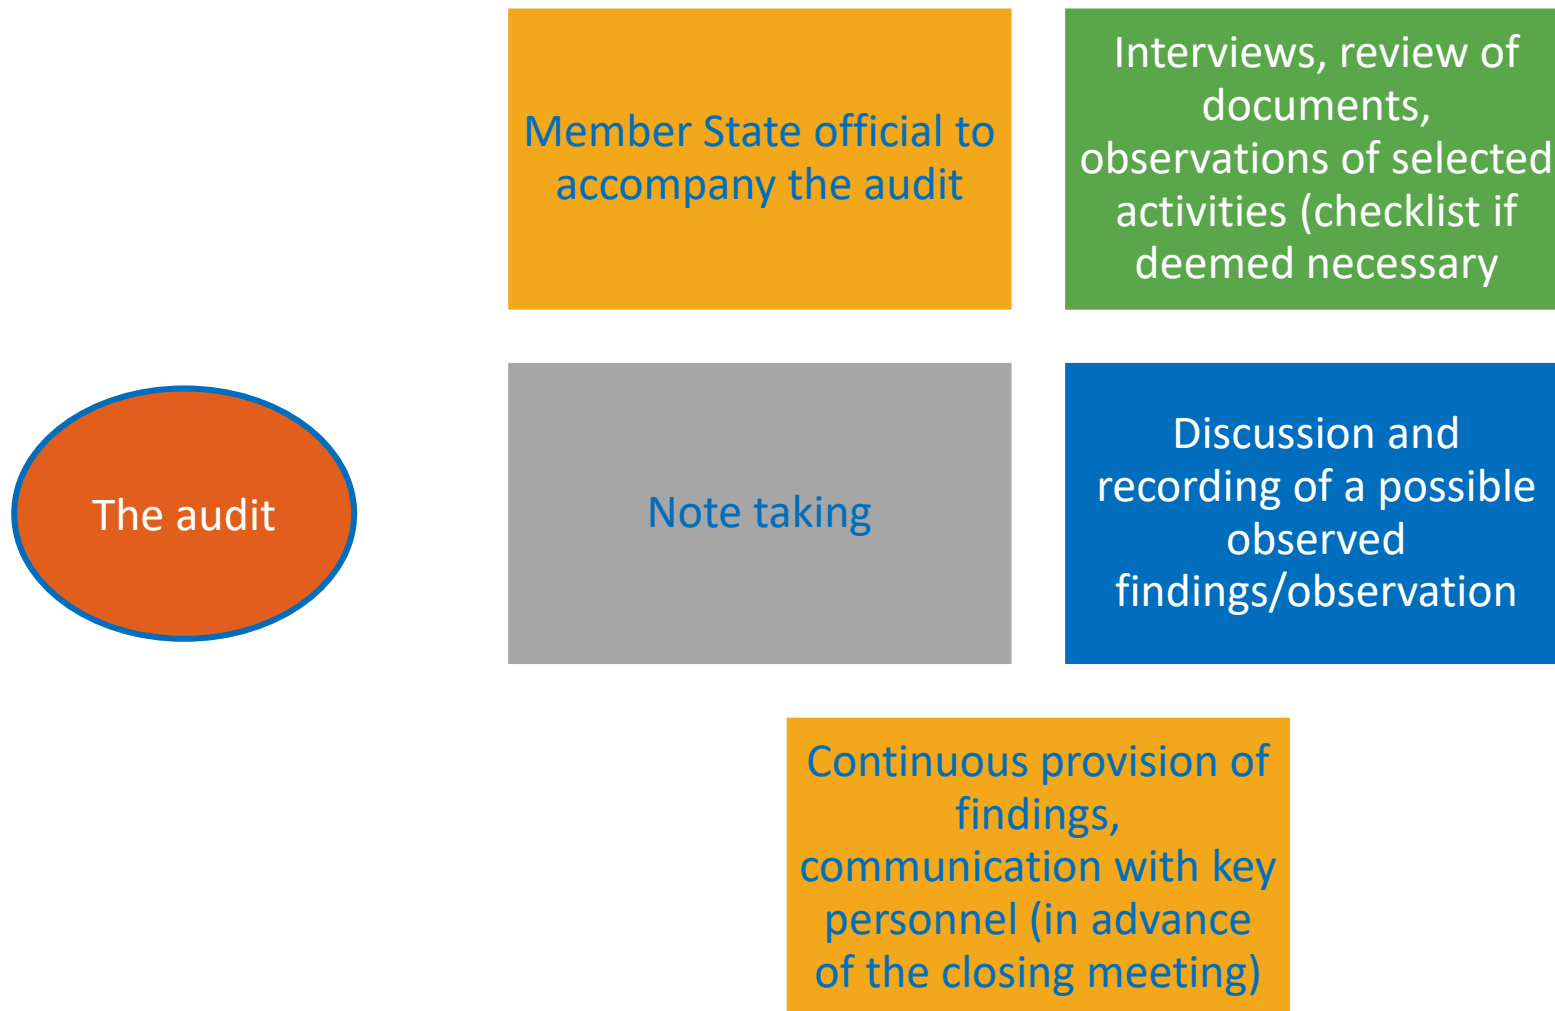 Member State official to
accompany the audit
Interviews, review of
documents,
observations of selected
activities (checklist if
deemed necessary
The audit
Note taking
Discussion and
recording of a possible
observed
findings/observation
Continuous provision of
findings,
communication with key
personnel (in advance
of the closing meeting)